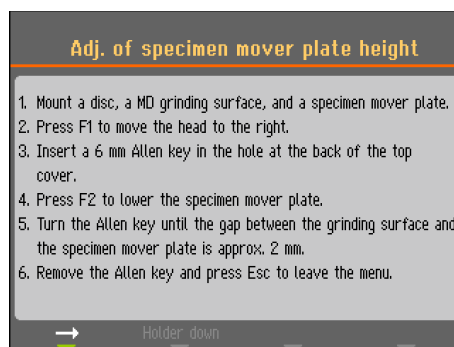 Adj. of specimen mover plate height
1. Mount a disc, a MD grinding surface, and a specimen mover plate.
2. Press F1 to move the head to the right.
3. Insert a 6 mm Allen key in the hole at the back of the top
cover.
4. Press F2 to lower the specimen mover plate.
5. Turn the Allen key until the gap between the grinding surface and
the specimen mover plate is approx. 2 mm.
6. Remove the Allen key and press Esc to leave the menu.
Holder down